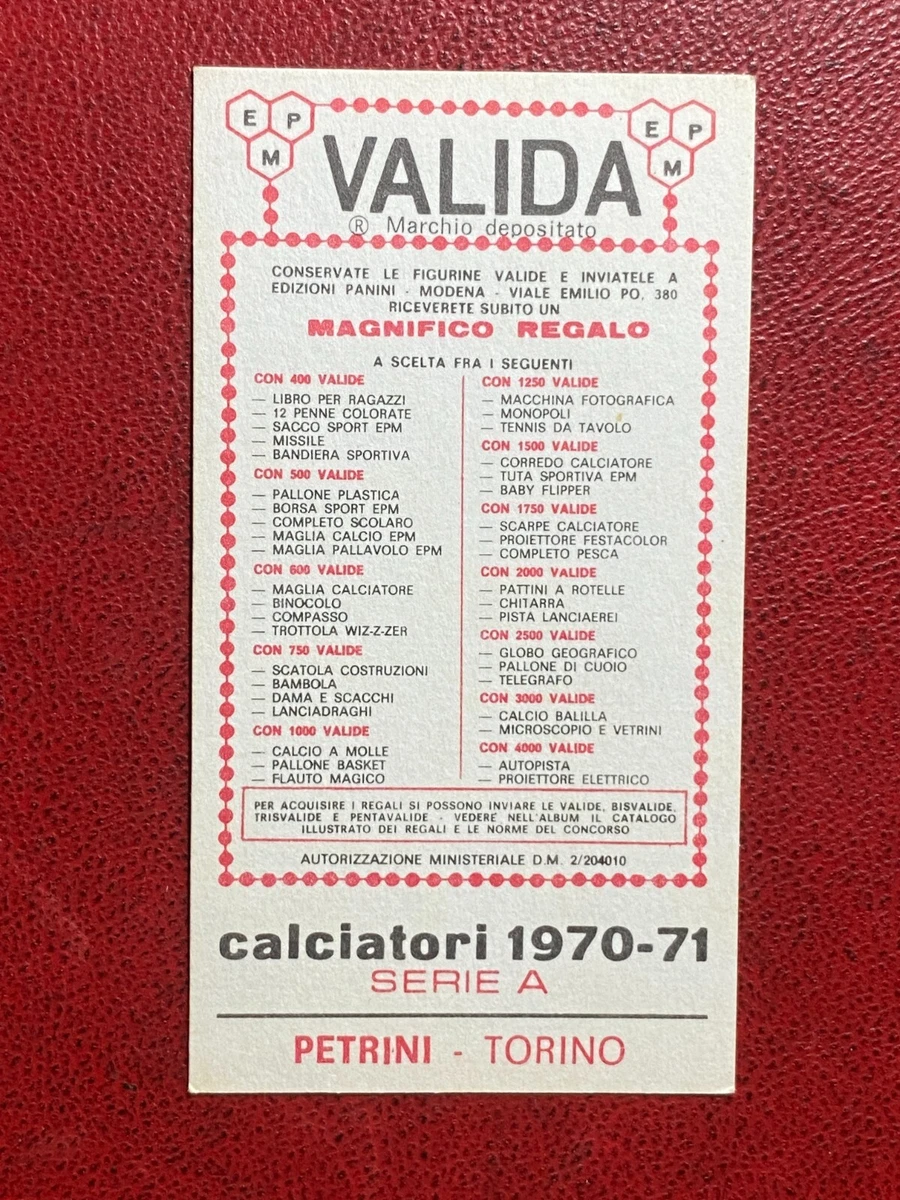 E P M
E P M
VALIDA
® Marchio depositato
CONSERVATE LE FIGURINE VALIDE E INVIATELE A
EDIZIONI PANINI - MODENA - VIALE EMILIO PO, 380
RICEVERETE SUBITO UN
MAGNIFICO REGALO
A SCELTA FRA I SEGUENTI
CON 400 VALIDE
— LIBRO PER RAGAZZI
— 12 PENNE COLORATE
— SACCO SPORT EPM
— MISSILE
— BANDIERA SPORTIVA
CON 500 VALIDE
— PALLONE PLASTICA
— BORSA SPORT EPM
— COMPLETO SCOLARO
— MAGLIA CALCIO EPM
— MAGLIA PALLAVOLO EPM
CON 600 VALIDE
— MAGLIA CALCIATORE
— BINOCOLO
— COMPASSO
— TROTTOLA WIZ-Z-ZER
CON 750 VALIDE
— SCATOLA COSTRUZIONI
— BAMBOLA
— DAMA E SCACCHI
— LANCIADRAGHI
CON 1000 VALIDE
— CALCIO A MOLLE
— PALLONE BASKET
— FLAUTO MAGICO
CON 1250 VALIDE
— MACCHINA FOTOGRAFICA
— MONOPOLI
— TENNIS DA TAVOLO
CON 1500 VALIDE
— CORREDO CALCIATORE
— TUTA SPORTIVA EPM
— BABY FLIPPER
CON 1750 VALIDE
— SCARPE CALCIATORE
— PROIETTORE FESTACOLOR
— COMPLETO PESCA
CON 2000 VALIDE
— PATTINI A ROTELLE
— CHITARRA
— PISTA LANCIAEREI
CON 2500 VALIDE
— GLOBO GEOGRAFICO
— PALLONE DI CUOIO
— TELEGRAFO
CON 3000 VALIDE
— CALCIO BALILLA
— MICROSCOPIO E VETRINI
CON 4000 VALIDE
— AUTOPISTA
— PROIETTORE ELETTRICO
PER ACQUISIRE I REGALI SI POSSONO INVIARE LE VALIDE, BISVALIDE,
TRISVALIDE E PENTAVALIDE - VEDERE NELL'ALBUM IL CATALOGO
ILLUSTRATO DEI REGALI E LE NORME DEL CONCORSO
AUTORIZZAZIONE MINISTERIALE D.M. 2/204010
calciatori 1970-71
SERIE A
PETRINI - TORINO